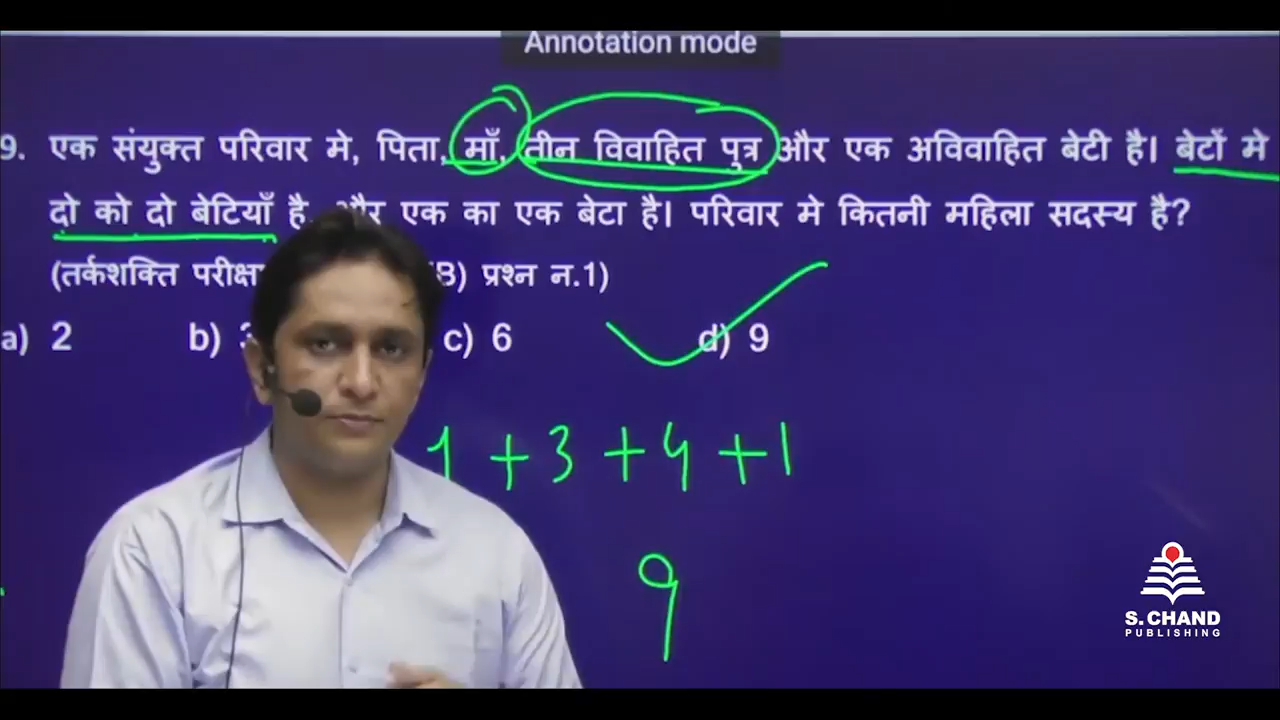 Annotation mode
9. एक संयुक्त परिवार मे, पिता, माँ, तीन विवाहित पुत्र और एक अविवाहित बेटी है। बेटों मे
दो को दो बेटियाँ है, और एक का एक बेटा है। परिवार मे कितनी महिला सदस्य है?
(तर्कशक्ति परीक्षा B) प्रश्न न.1)
a) 2 b) 3 c) 6 d) 9
1 + 3 + 4 + 1
9
S. CHAND
PUBLISHING